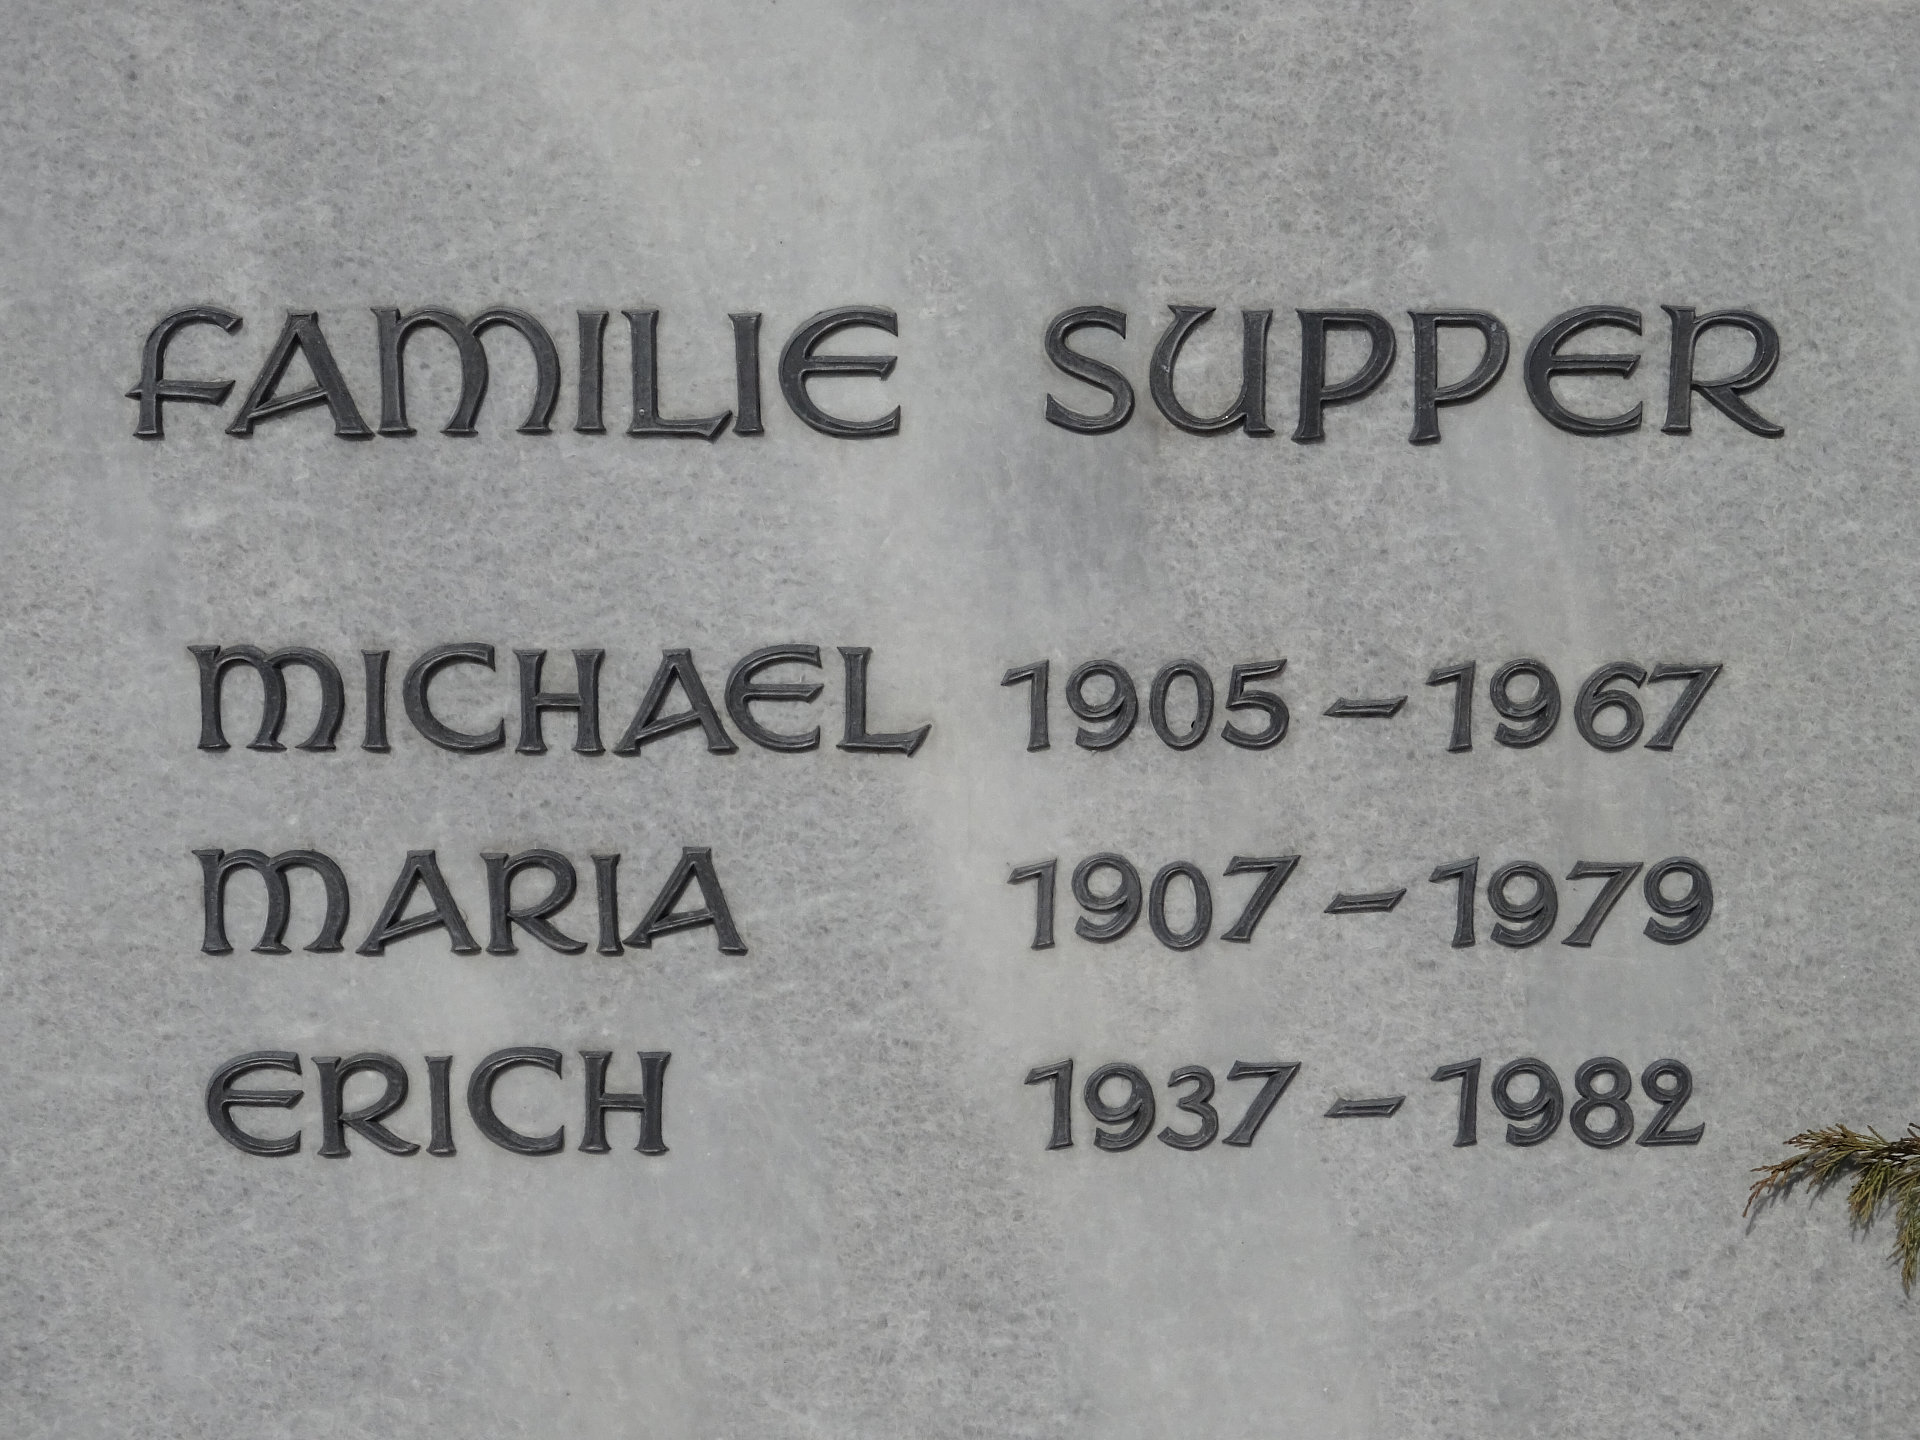 FAMILIE SUPPER
MICHAEL 1905 – 1967
MARIA 1907 – 1979
ERICH 1937 – 1982